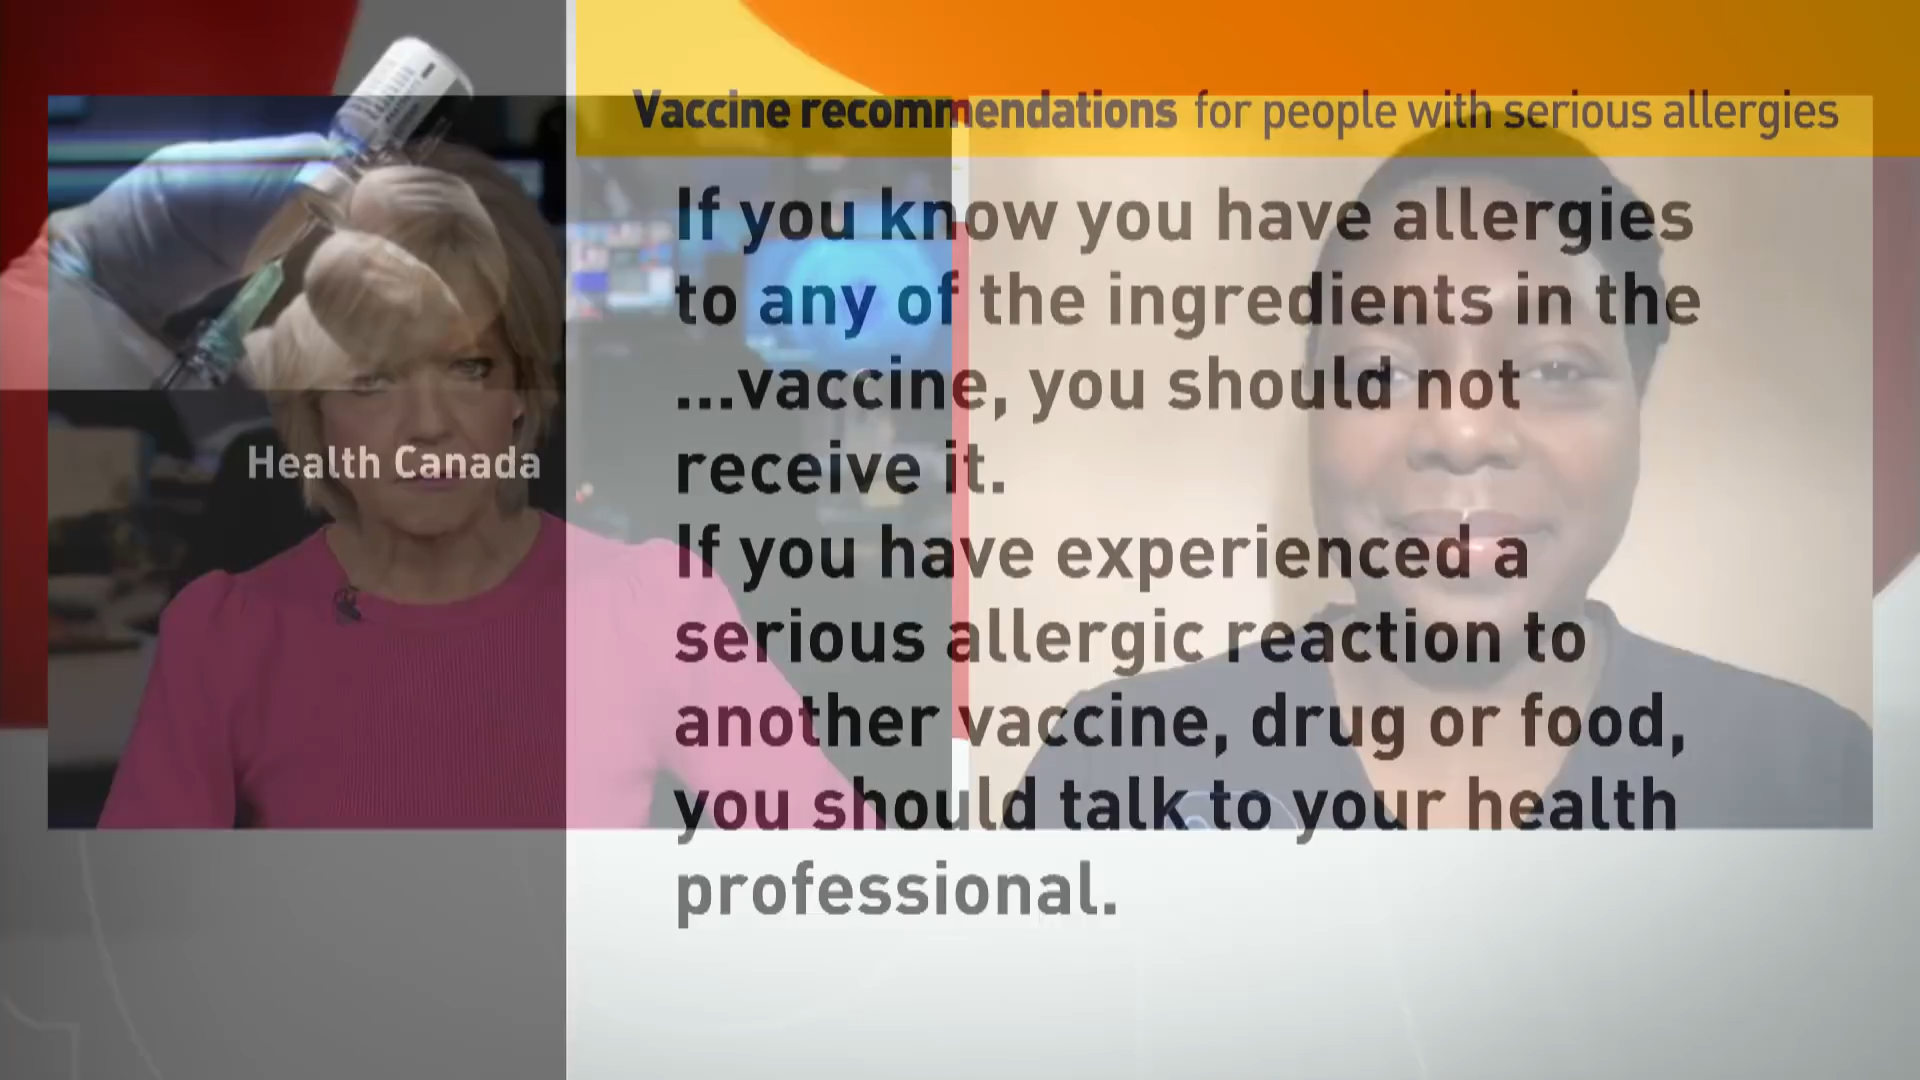 Vaccine recommendations for people with serious allergies
If you know you have allergies
to any of the ingredients in the
...vaccine, you should not
receive it.
If you have experienced a
serious allergic reaction to
another vaccine, drug or food,
you should talk to your health
professional.
Health Canada